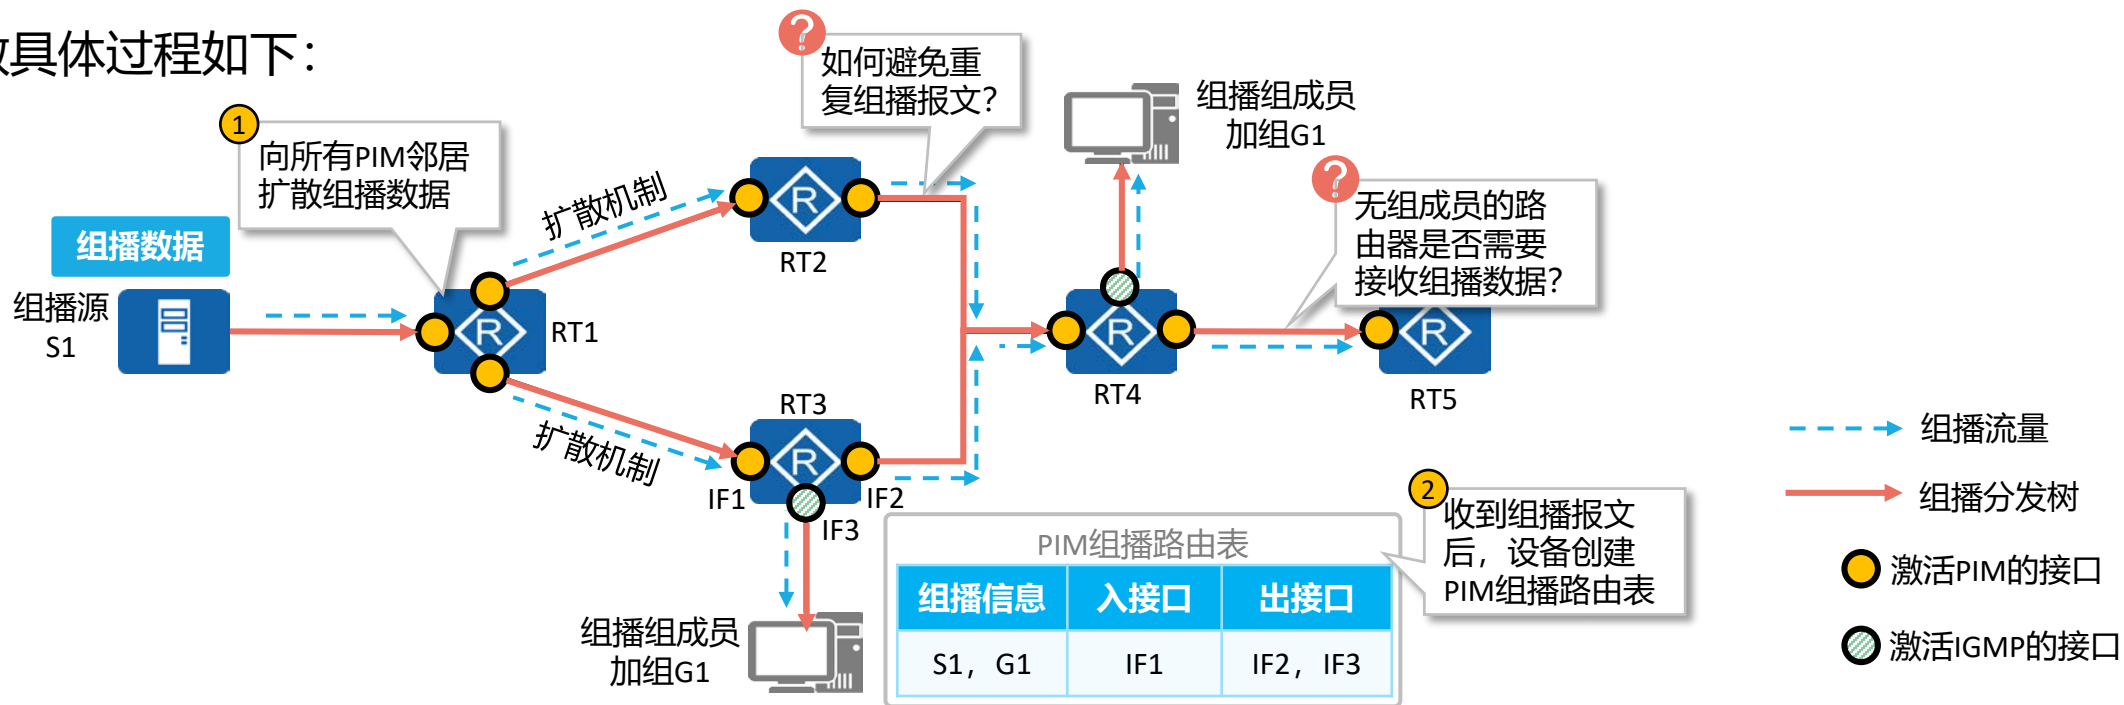 散具体过程如下：
1
向所有PIM邻居
扩散组播数据
?
如何避免重
复组播报文？
组播组成员
加组G1
?
无组成员的路
由器是否需要
接收组播数据？
组播数据
组播源
S1
扩散机制
R
RT2
R
RT1
R
RT4
R
RT5
扩散机制
RT3
R
IF1
IF2
IF3
组播组成员
加组G1
PIM组播路由表
组播信息 入接口 出接口
S1，G1 IF1 IF2，IF3
2
收到组播报文
后，设备创建
PIM组播路由表
组播流量
组播分发树
激活PIM的接口
激活IGMP的接口